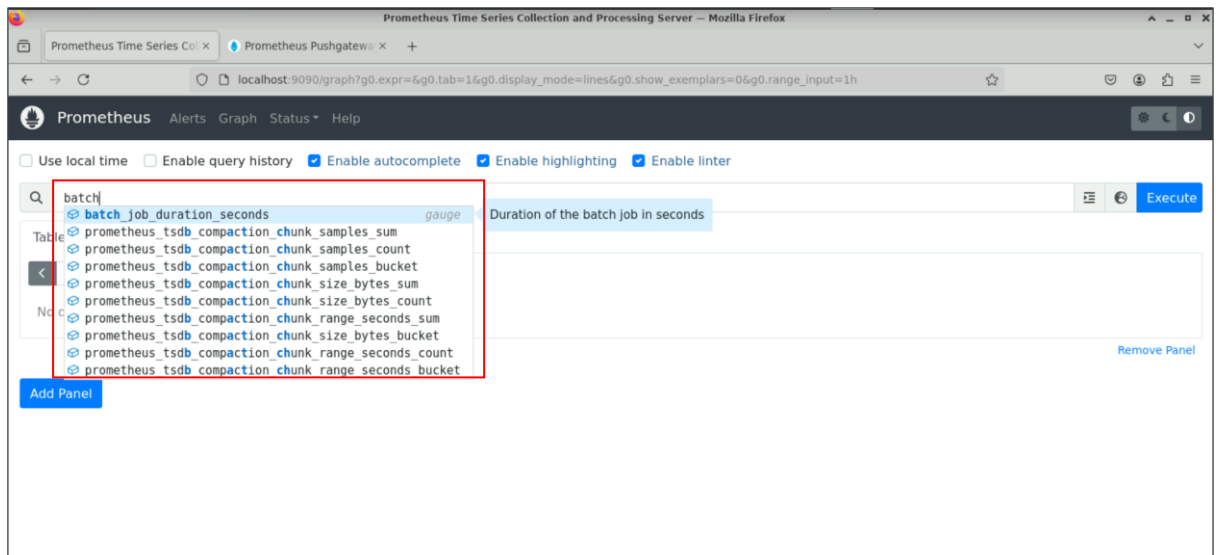 Prometheus Time Series Collection and Processing Server — Mozilla Firefox
Prometheus Time Series Col ×
Prometheus Pushgatewa × +
localhost:9090/graph?g0.expr=&g0.tab=1&g0.display_mode=lines&g0.show_exemplars=0&g0.range_input=1h
Prometheus Alerts Graph Status Help
Use local time Enable query history Enable autocomplete Enable highlighting Enable linter
batch Execute
batch_job_duration_seconds gauge Duration of the batch job in seconds
prometheus_tsdb_compaction_chunk_samples_sum
Table
prometheus_tsdb_compaction_chunk_samples_count
prometheus_tsdb_compaction_chunk_samples_bucket
prometheus_tsdb_compaction_chunk_size_bytes_sum
prometheus_tsdb_compaction_chunk_size_bytes_count
No d
prometheus_tsdb_compaction_chunk_range_seconds_sum
prometheus_tsdb_compaction_chunk_size_bytes_bucket
prometheus_tsdb_compaction_chunk_range_seconds_count
Remove Panel
prometheus_tsdb_compaction_chunk_range_seconds_bucket
Add Panel